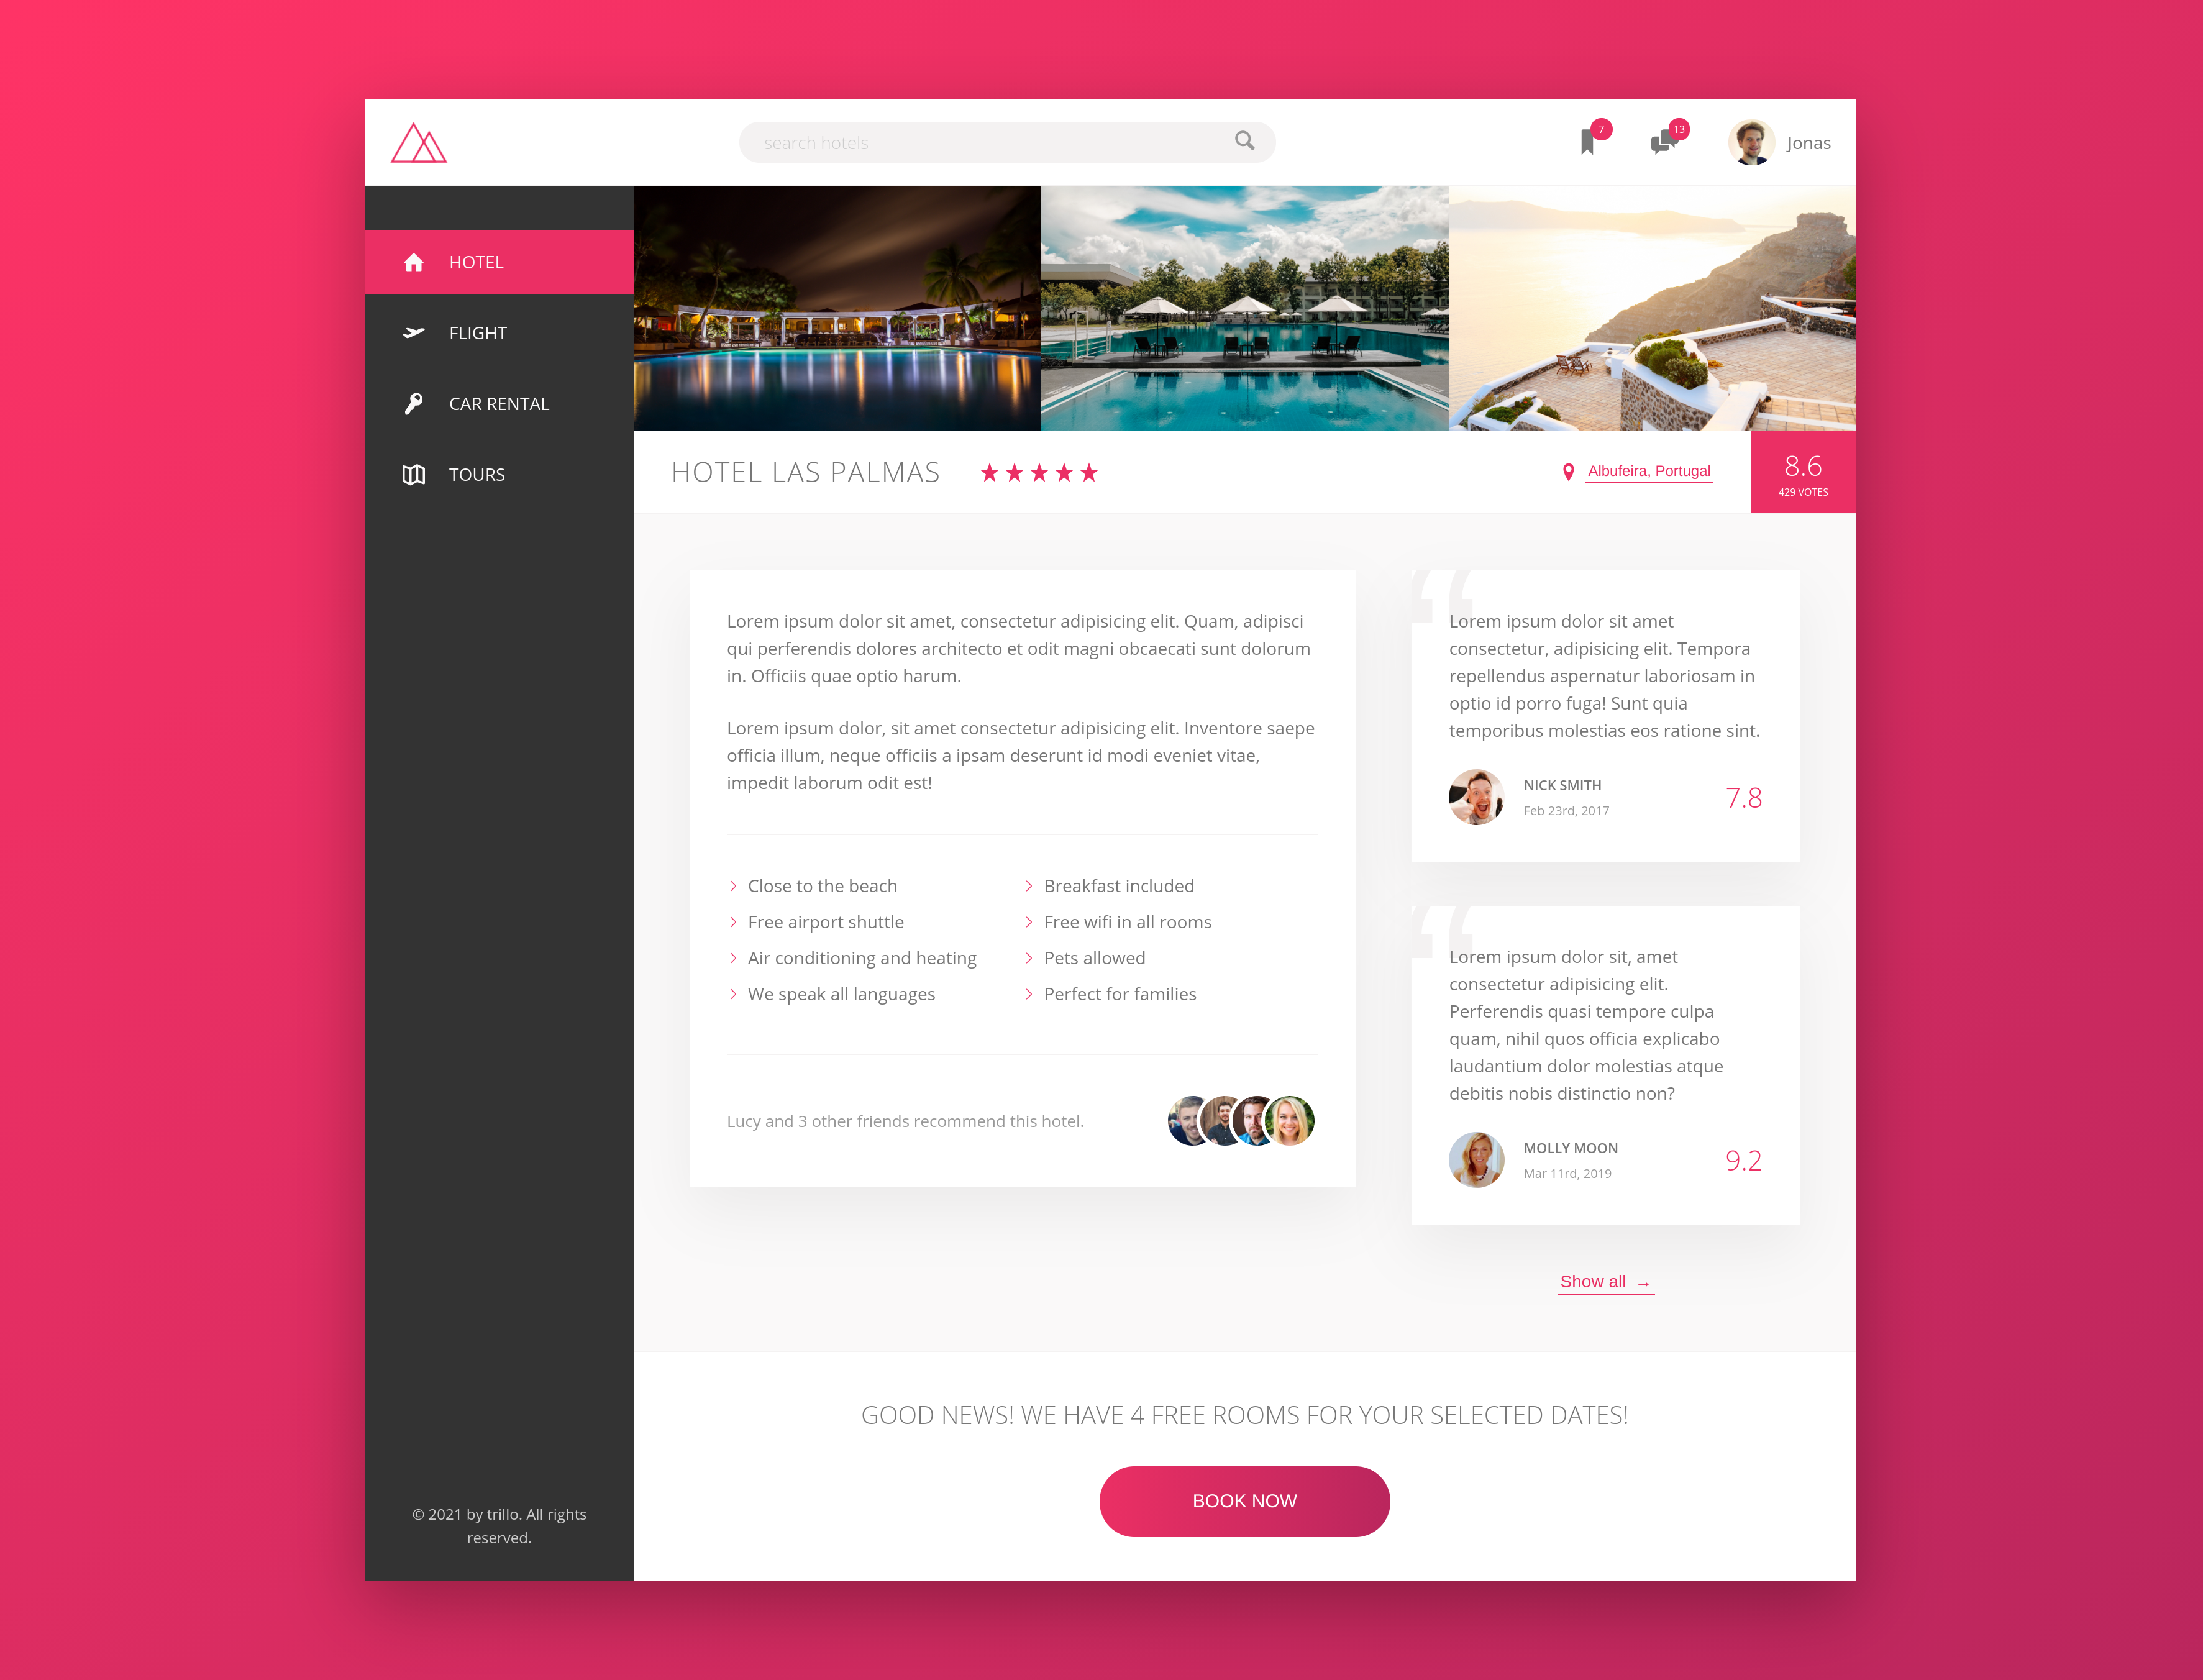 search hotels
7
13
Jonas
HOTEL
FLIGHT
CAR RENTAL
TOURS
© 2021 by trillo. All rights
reserved.
HOTEL LAS PALMAS
Albufeira, Portugal
8.6
429 VOTES
Lorem ipsum dolor sit amet, consectetur adipisicing elit. Quam, adipisci
qui perferendis dolores architecto et odit magni obcaecati sunt dolorum
in. Officiis quae optio harum.
Lorem ipsum dolor, sit amet consectetur adipisicing elit. Inventore saepe
officia illum, neque officiis a ipsam deserunt id modi eveniet vitae,
impedit laborum odit est!
Close to the beach
Breakfast included
Free airport shuttle
Free wifi in all rooms
Air conditioning and heating
Pets allowed
We speak all languages
Perfect for families
Lucy and 3 other friends recommend this hotel.
“
Lorem ipsum dolor sit amet
consectetur, adipisicing elit. Tempora
repellendus aspernatur laboriosam in
optio id porro fuga! Sunt quia
temporibus molestias eos ratione sint.
NICK SMITH
Feb 23rd, 2017
7.8
“
Lorem ipsum dolor sit, amet
consectetur adipisicing elit.
Perferendis quasi tempore culpa
quam, nihil quos officia explicabo
laudantium dolor molestias atque
debitis nobis distinctio non?
MOLLY MOON
Mar 11rd, 2019
9.2
Show all →
GOOD NEWS! WE HAVE 4 FREE ROOMS FOR YOUR SELECTED DATES!
BOOK NOW